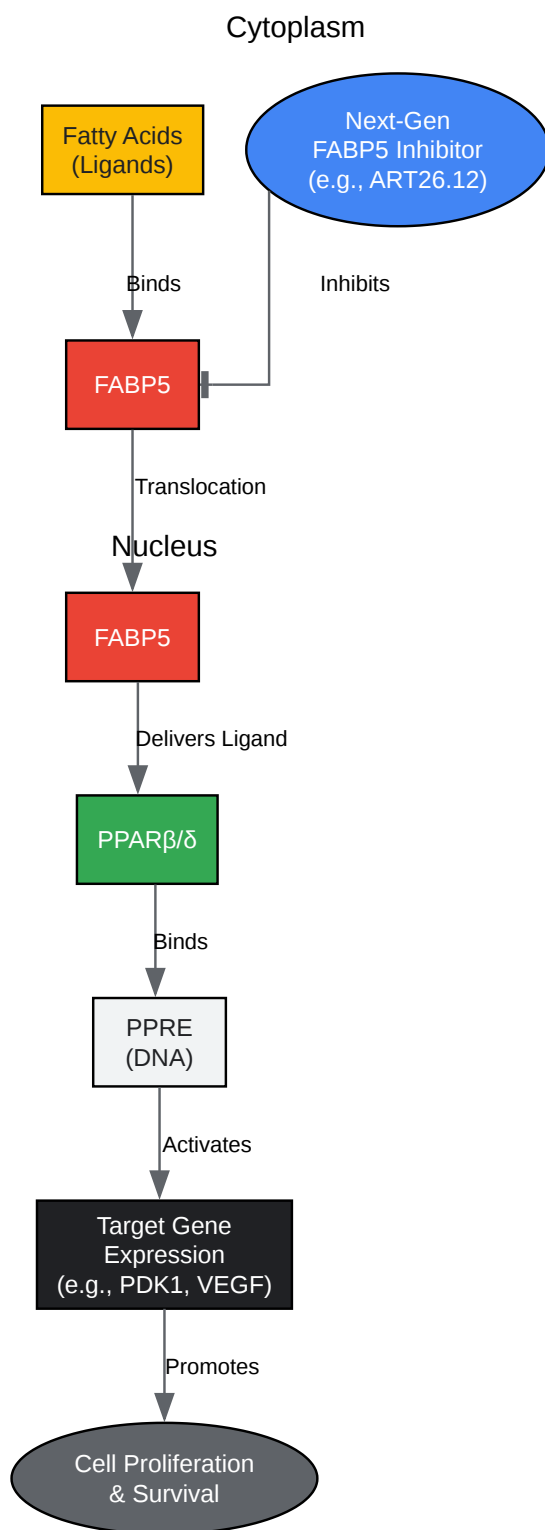 Cytoplasm
Fatty Acids
(Ligands)
Next-Gen
FABP5 Inhibitor
(e.g., ART26.12)
Binds
Inhibits
FABP5
Translocation
Nucleus
FABP5
Delivers Ligand
PPARβ/δ
Binds
PPRE
(DNA)
Activates
Target Gene
Expression
(e.g., PDK1, VEGF)
Promotes
Cell Proliferation
& Survival